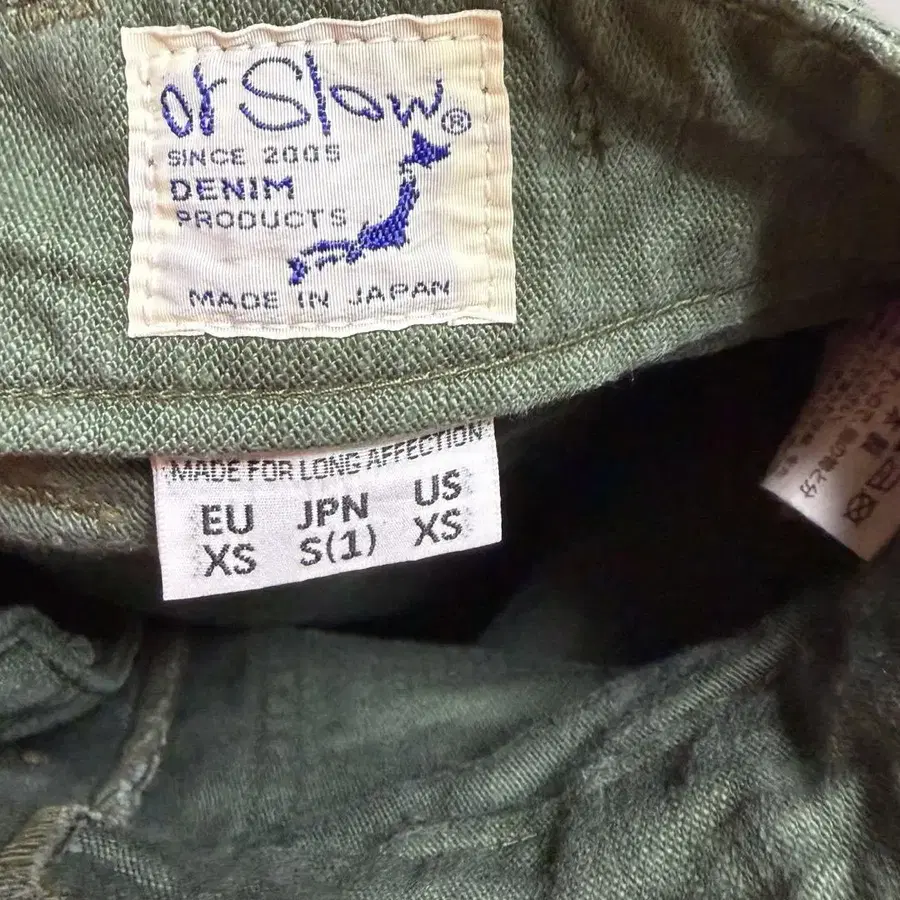 or Slow®
SINCE 2005
DENIM
PRODUCTS
MADE IN JAPAN
MADE FOR LONG AFFECTION
EU JPN US
XS S(1) XS